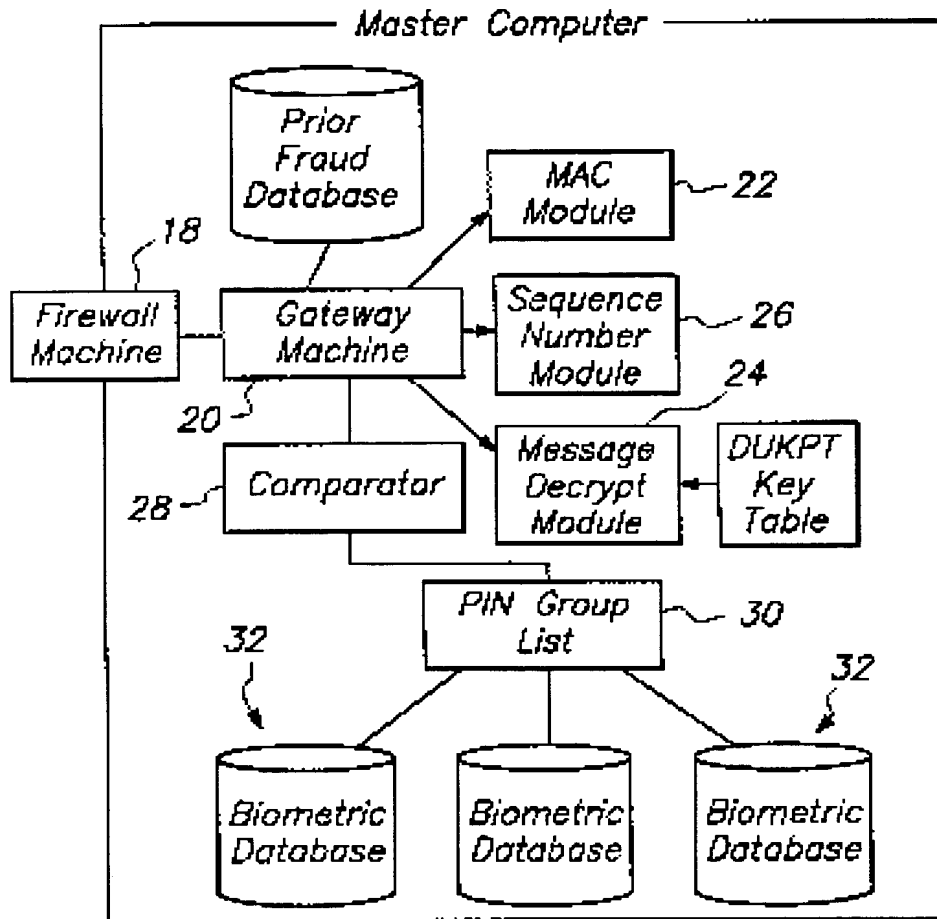 Master Computer
Prior
Fraud
Database
MAC
Module
22
18
Firewall
Machine
Gateway
Machine
Sequence
Number
Module
26
20
24
Comparator
28
Message
Decrypt
Module
DUKPT
Key
Table
PIN Group
List
30
32
32
Biometric
Database
Biometric
Database
Biometric
Database